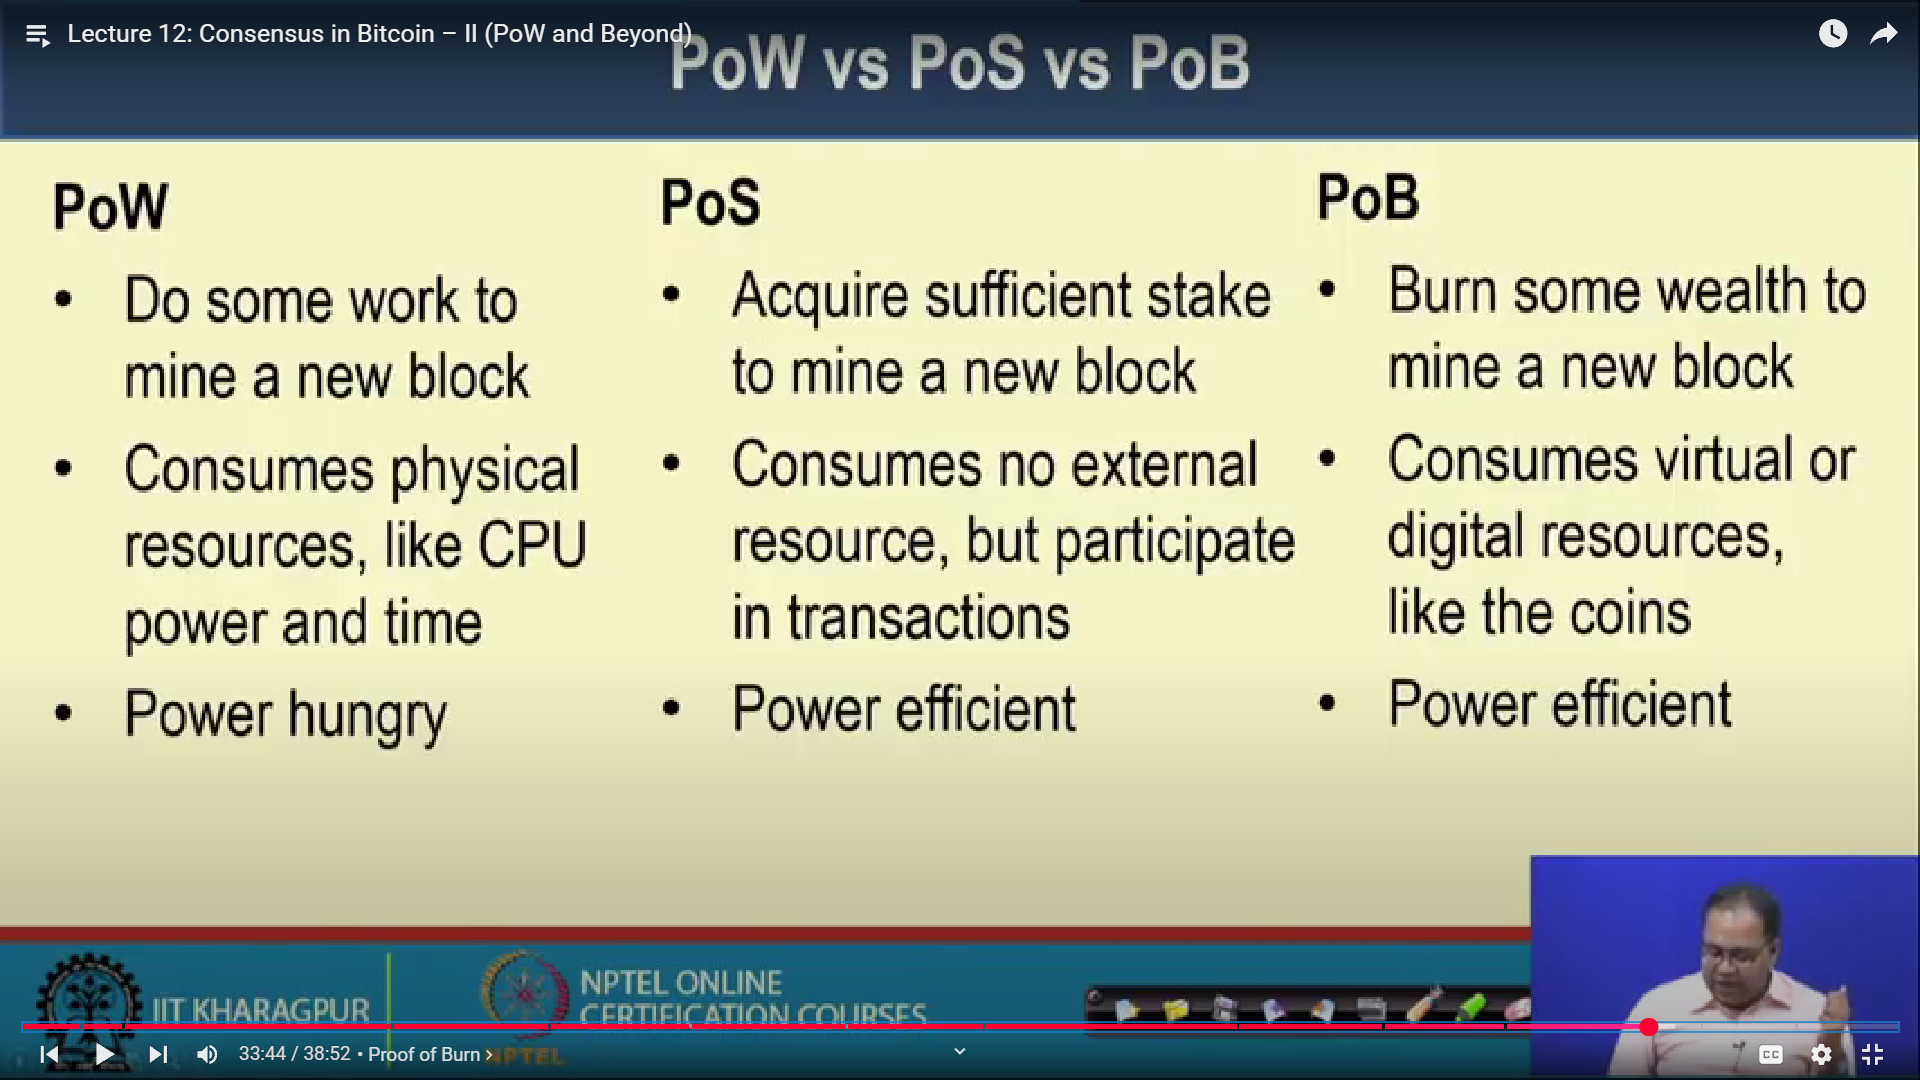 Lecture 12: Consensus in Bitcoin – II (PoW and Beyond)
PoW vs PoS vs PoB
PoW
• Do some work to
mine a new block
• Consumes physical
resources, like CPU
power and time
• Power hungry
PoS
• Acquire sufficient stake
to mine a new block
• Consumes no external
resource, but participate
in transactions
• Power efficient
PoB
• Burn some wealth to
mine a new block
• Consumes virtual or
digital resources,
like the coins
• Power efficient
IIT KHARAGPUR
NPTEL ONLINE
CERTIFICATION COURSES
NPTEL
33:44 / 38:52 • Proof of Burn ›
CC